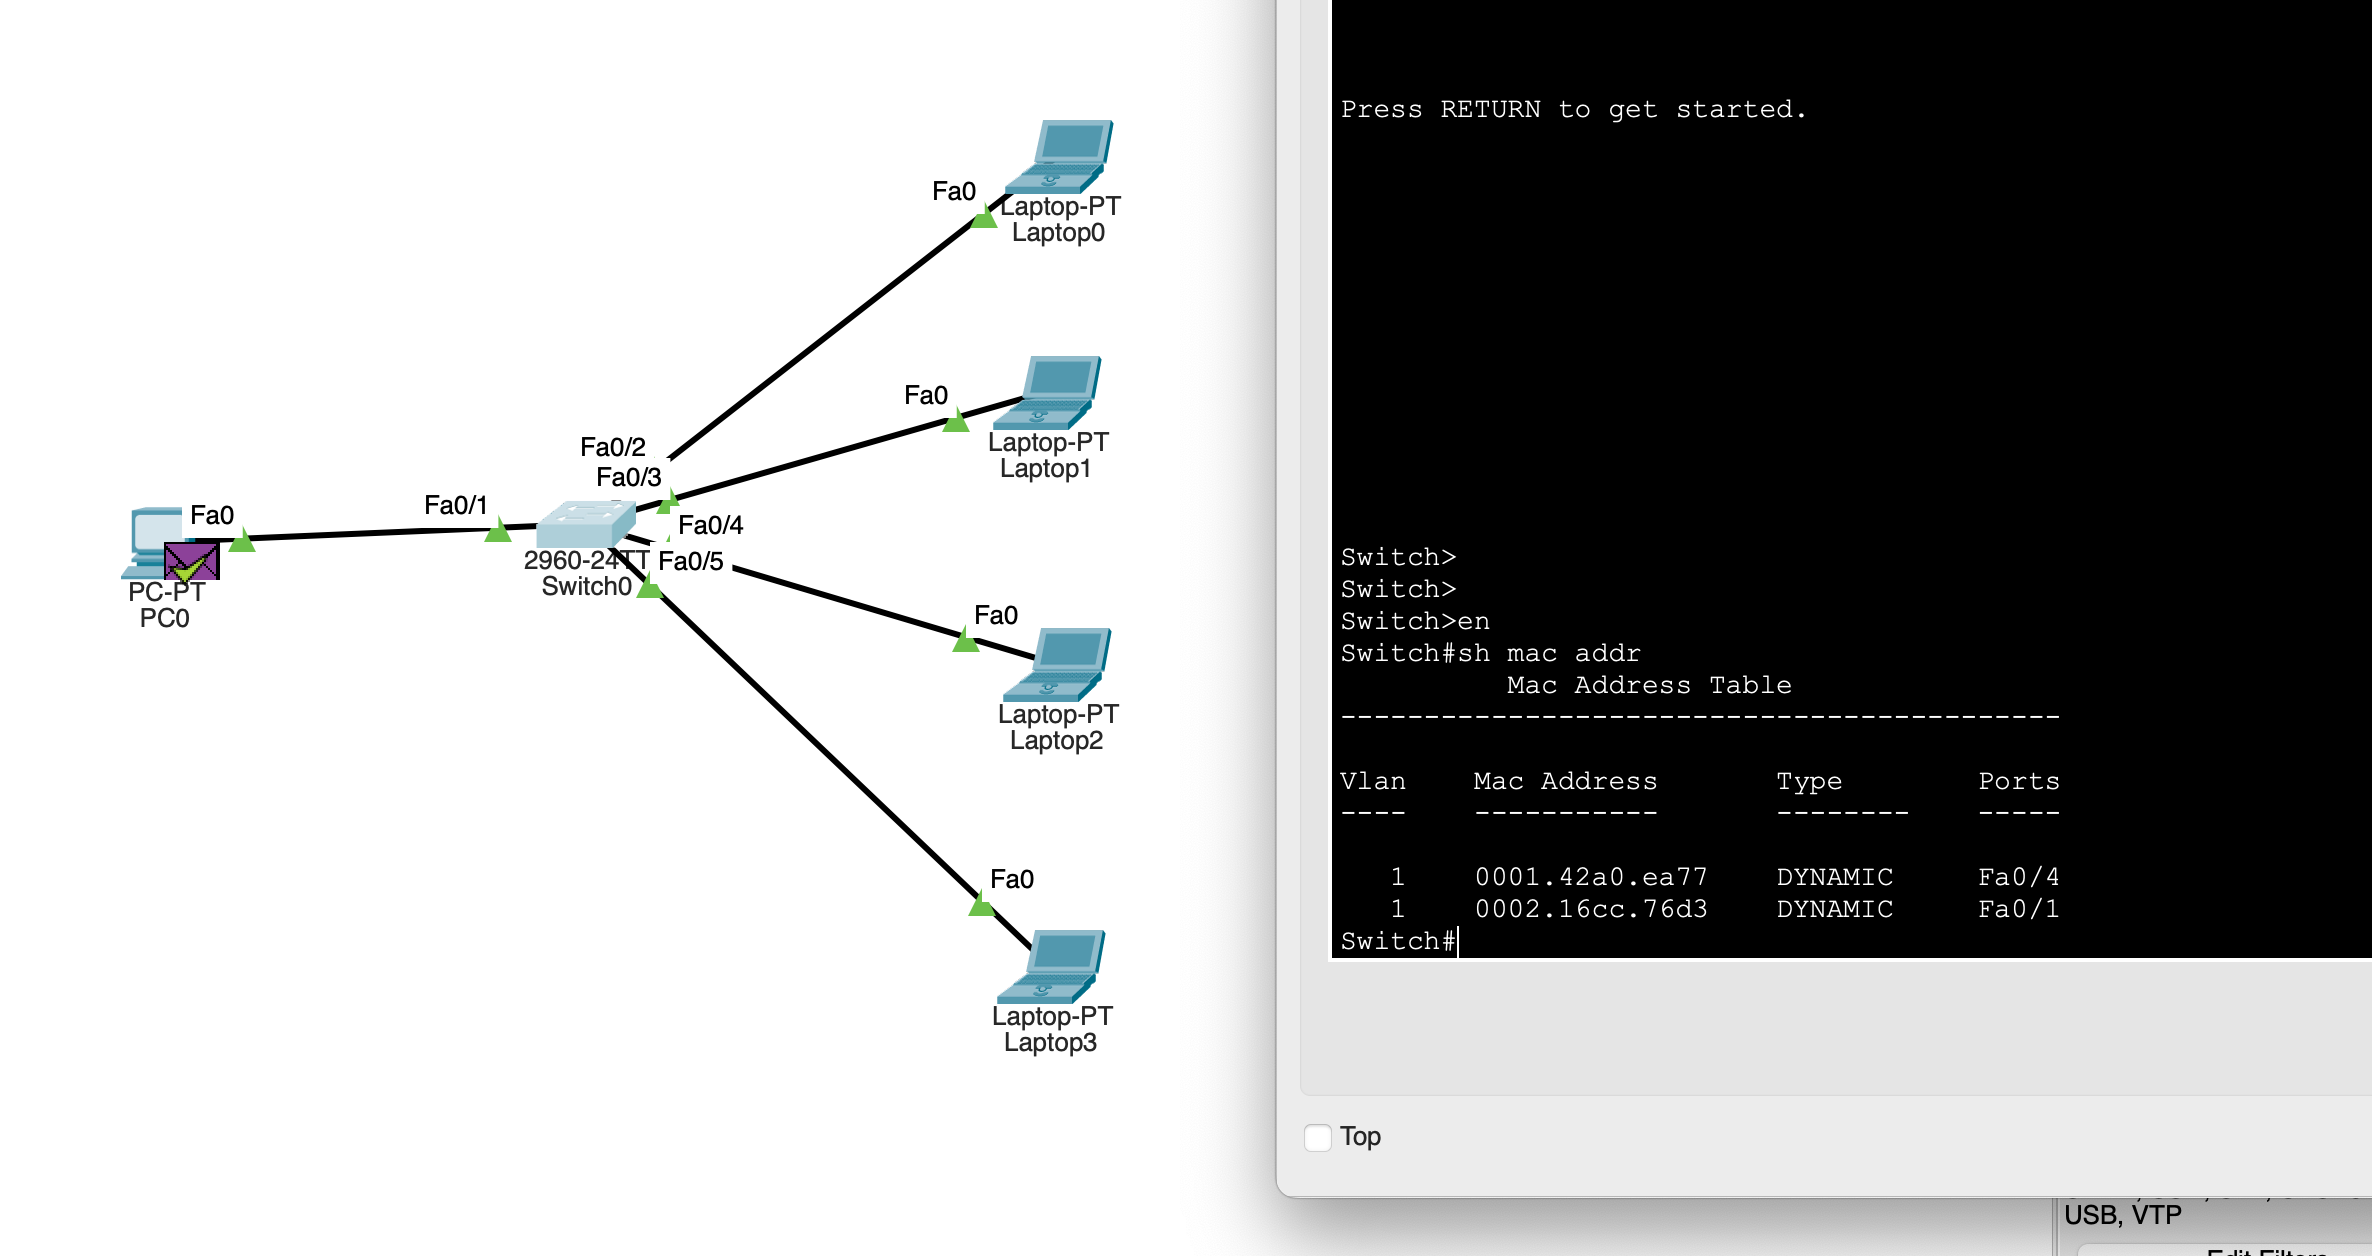 Fa0
Laptop-PT
Laptop0
Fa0
Laptop-PT
Laptop1
Fa0/2
Fa0/3
Fa0/1
Fa0
Fa0/4
Fa0/5
2960-24TT
Switch0
PC-PT
PC0
Fa0
Laptop-PT
Laptop2
Fa0
Laptop-PT
Laptop3
Press RETURN to get started.
Switch>
Switch>
Switch>en
Switch#sh mac addr
Mac Address Table
-------------------------------------------
Vlan Mac Address Type Ports
---- ----------- -------- -----
1 0001.42a0.ea77 DYNAMIC Fa0/4
1 0002.16cc.76d3 DYNAMIC Fa0/1
Switch#
Top
USB, VTP
Edit Filters